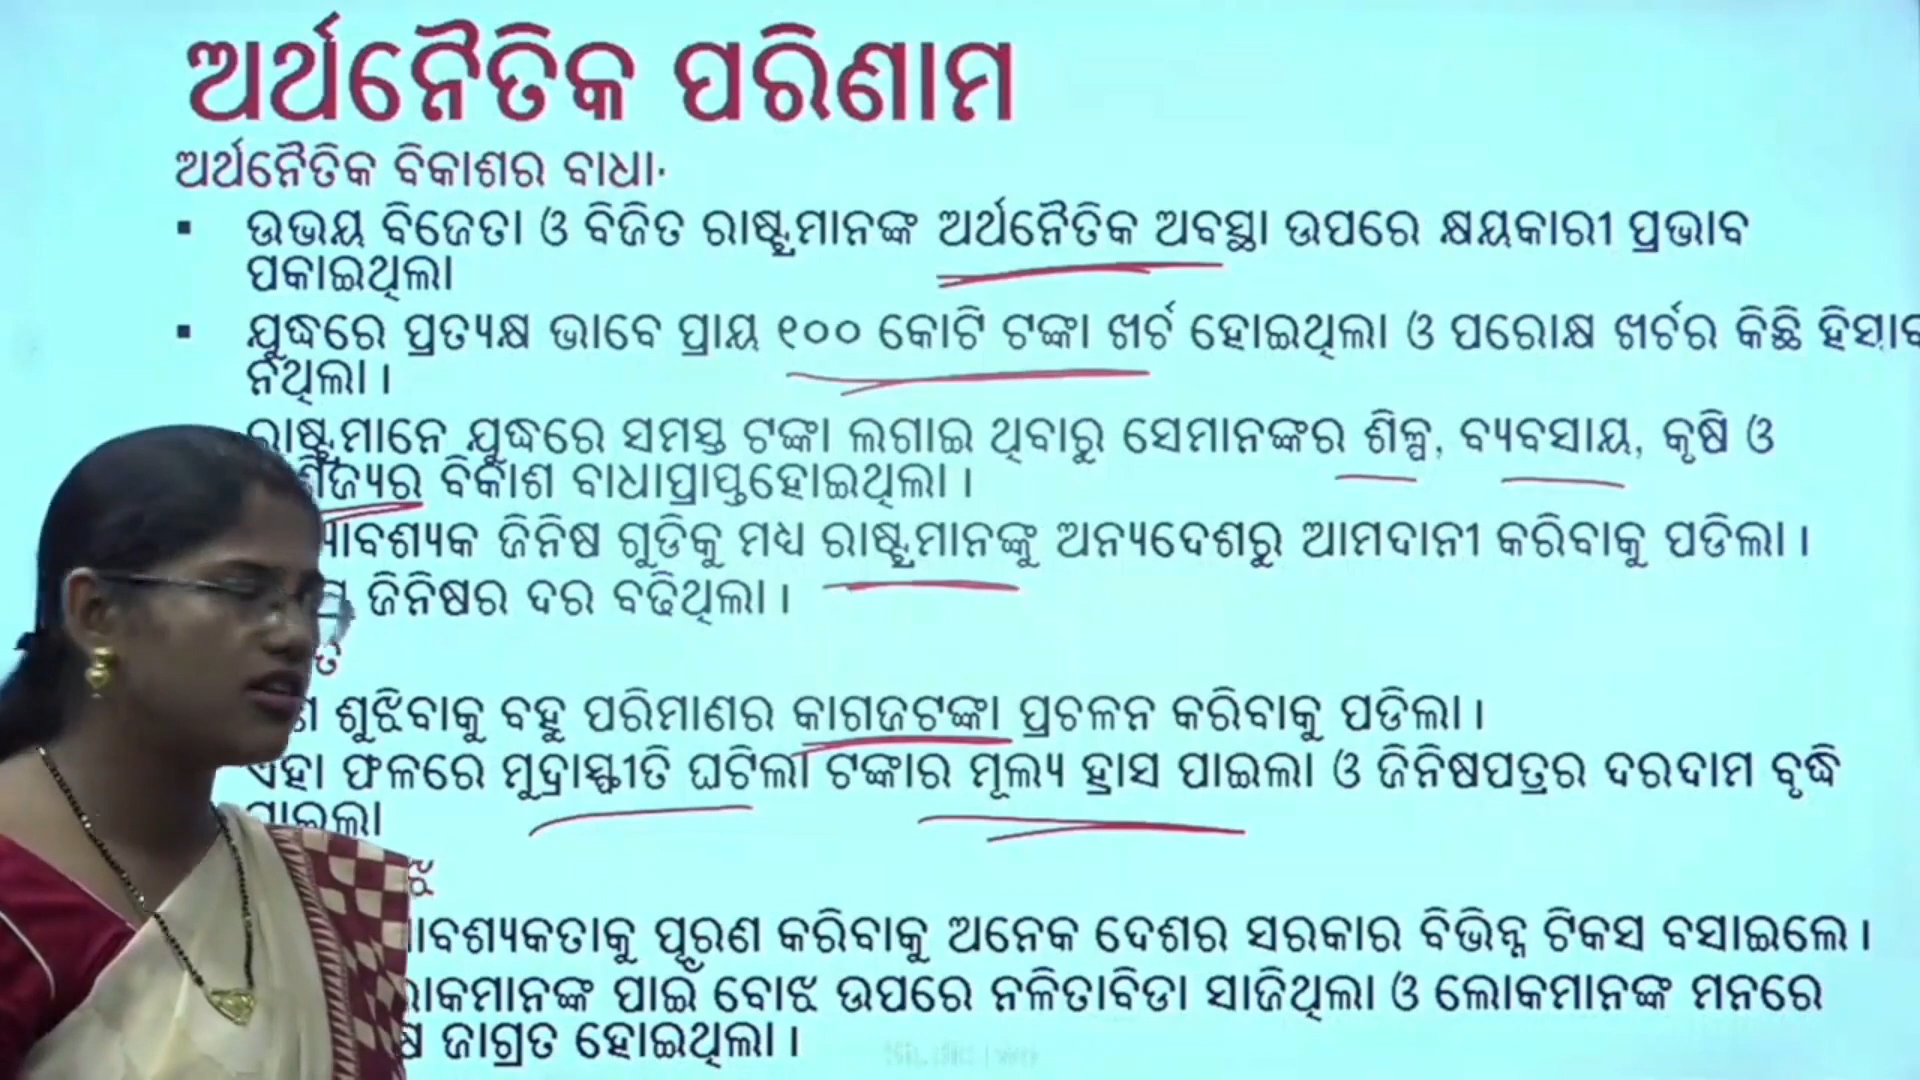 ଅର୍ଥନୈତିକ ପରିଣାମ
ଅର୍ଥନୈତିକ ବିକାଶର ବାଧା·
▪ ଉଭୟ ବିଜେତା ଓ ବିଜିତ ରାଷ୍ଟ୍ରମାନଙ୍କ ଅର୍ଥନୈତିକ ଅବସ୍ଥା ଉପରେ କ୍ଷୟକାରୀ ପ୍ରଭାବ
ପକାଇଥିଲା
▪ ଯୁଦ୍ଧରେ ପ୍ରତ୍ୟକ୍ଷ ଭାବେ ପ୍ରାୟ ୧୦୦ କୋଟି ଟଙ୍କା ଖର୍ଚ ହୋଇଥିଲା ଓ ପରୋକ୍ଷ ଖର୍ଚର କିଛି ହିସାବ
ନଥିଲା।
ରାଷ୍ଟ୍ରମାନେ ଯୁଦ୍ଧରେ ସମସ୍ତ ଟଙ୍କା ଲଗାଇ ଥିବାରୁ ସେମାନଙ୍କର ଶିଳ୍ପ, ବ୍ୟବସାୟ, କୃଷି ଓ
ବିକାଶ ବାଧାପ୍ରାପ୍ତହୋଇଥିଲା।
ଜିନିଷ ଗୁଡିକୁ ମଧ୍ୟ ରାଷ୍ଟ୍ରମାନଙ୍କୁ ଅନ୍ୟଦେଶରୁ ଆମଦାନୀ କରିବାକୁ ପଡିଲା।
ଜିନିଷର ଦର ବଢିଥିଲା।
ଶୁଝିବାକୁ ବହୁ ପରିମାଣର କାଗଜଟଙ୍କା ପ୍ରଚଳନ କରିବାକୁ ପଡିଲା।
ଏହା ଫଳରେ ମୁଦ୍ରାସ୍ଫୀତି ଘଟିଲା ଟଙ୍କାର ମୂଲ୍ୟ ହ୍ରାସ ପାଇଲା ଓ ଜିନିଷପତ୍ରର ଦରଦାମ ବୃଦ୍ଧି
ପାଇଲା
ପୂରଣ କରିବାକୁ ଅନେକ ଦେଶର ସରକାର ବିଭିନ୍ନ ଟିକସ ବସାଇଲେ।
ପାଇଁ ବୋଝ ଉପରେ ନଳିତାବିଡା ସାଜିଥିଲା ଓ ଲୋକମାନଙ୍କ ମନରେ
ଜାଗ୍ରତ ହୋଇଥିଲା।